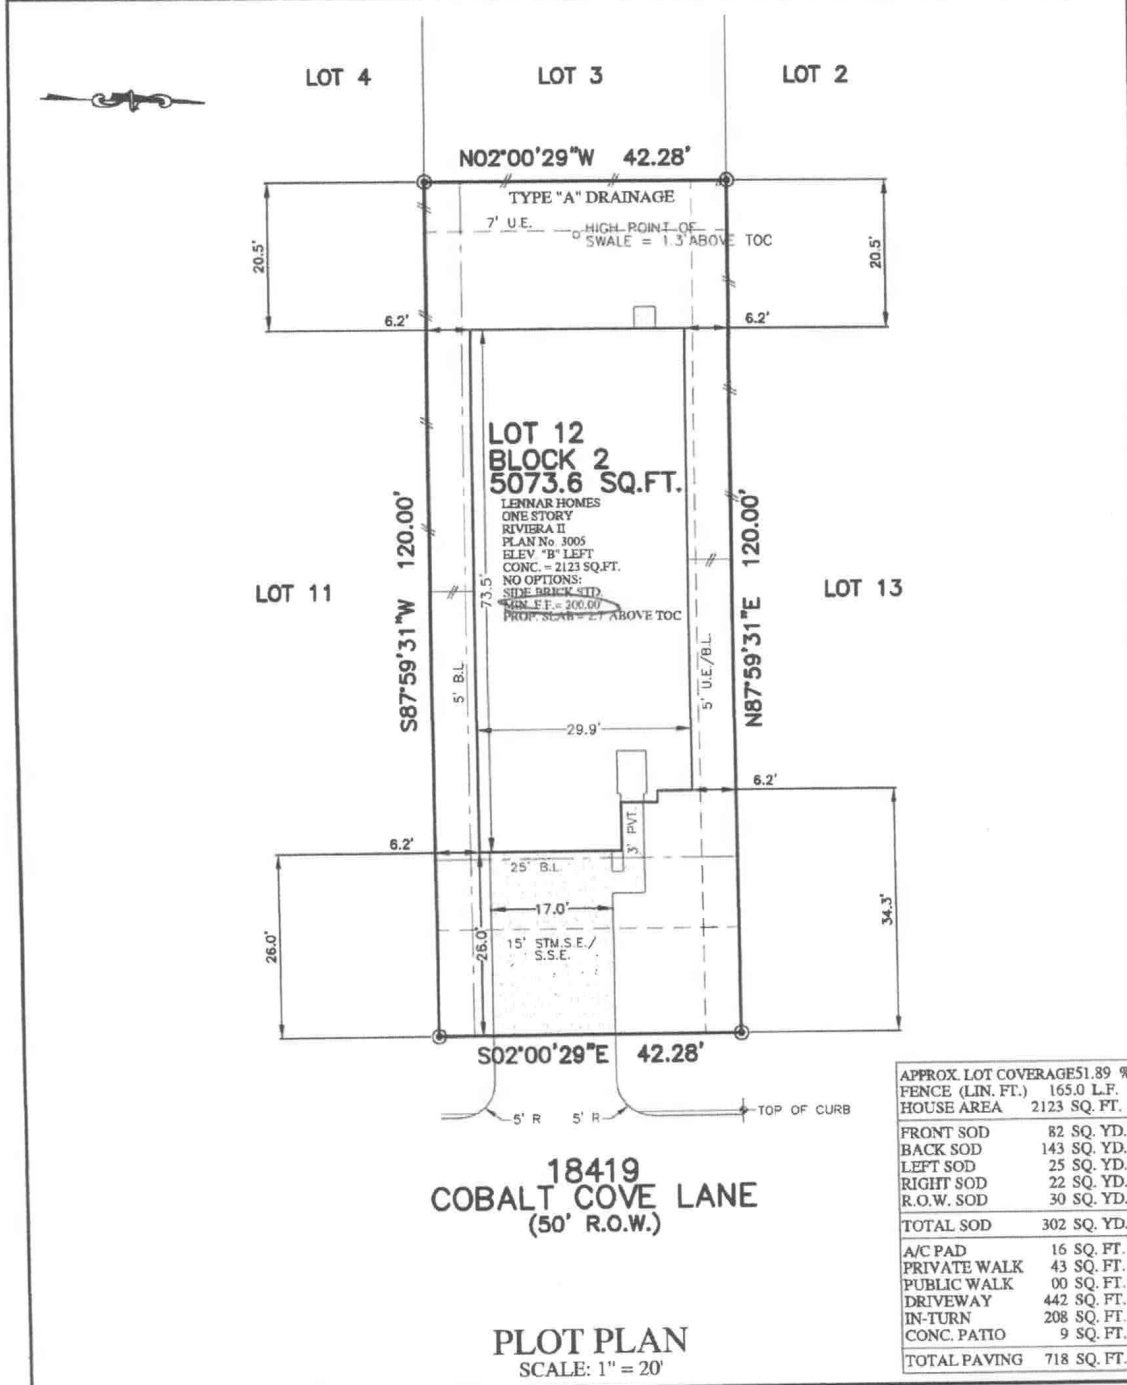 LOT 4
LOT 3
LOT 2
N02°00'29"W 42.28'
TYPE "A" DRAINAGE
7' U.E.
HIGH POINT OF
SWALE = 1.3' ABOVE TOC
20.5'
20.5'
6.2'
6.2'
LOT 12
BLOCK 2
5073.6 SQ.FT.
LENNAR HOMES
ONE STORY
RIVIERA II
PLAN No. 3005
ELEV. "B" LEFT
CONC. = 2123 SQ.FT.
NO OPTIONS:
SIDE BRICK STD.
MIN. F.F. = 200.00'
PROP. SLAB = 2.7' ABOVE TOC
73.5'
S87°59'31"W 120.00'
N87°59'31"E 120.00'
LOT 11
LOT 13
5' B.L.
5' U.E./B.L.
29.9'
6.2'
3' PVT.
6.2'
25' B.L.
17.0'
26.0'
26.0'
34.3'
15' STM.S.E./
S.S.E.
S02°00'29"E 42.28'
5' R 5' R
TOP OF CURB
18419
COBALT COVE LANE
(50' R.O.W.)
PLOT PLAN
SCALE: 1" = 20'
APPROX. LOT COVERAGE51.89 %
FENCE (LIN. FT.) 165.0 L.F.
HOUSE AREA 2123 SQ. FT.
FRONT SOD 82 SQ. YD.
BACK SOD 143 SQ. YD.
LEFT SOD 25 SQ. YD.
RIGHT SOD 22 SQ. YD.
R.O.W. SOD 30 SQ. YD.
TOTAL SOD 302 SQ. YD.
A/C PAD 16 SQ. FT.
PRIVATE WALK 43 SQ. FT.
PUBLIC WALK 00 SQ. FT.
DRIVEWAY 442 SQ. FT.
IN-TURN 208 SQ. FT.
CONC. PATIO 9 SQ. FT.
TOTAL PAVING 718 SQ. FT.